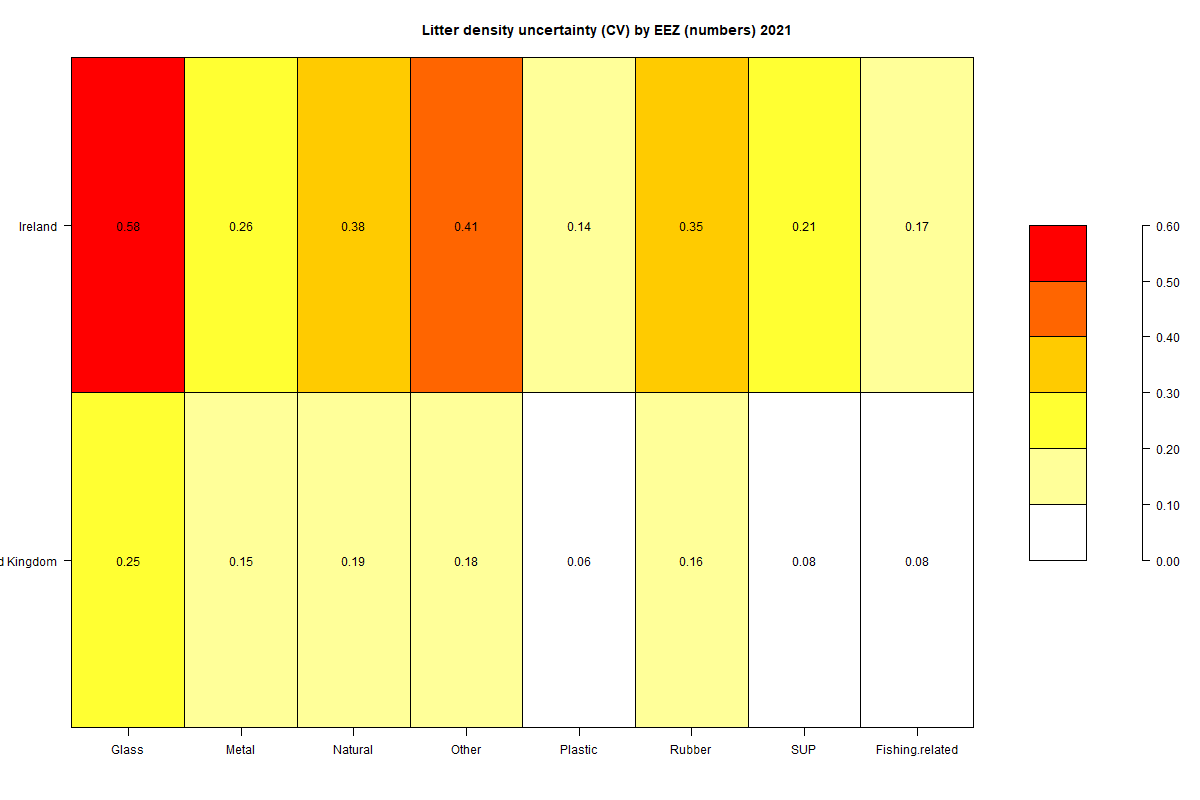 Litter density uncertainty (CV) by EEZ (numbers) 2021
Ireland 0.58 0.26 0.38 0.41 0.14 0.35 0.21 0.17
d Kingdom 0.25 0.15 0.19 0.18 0.06 0.16 0.08 0.08
Glass Metal Natural Other Plastic Rubber SUP Fishing.related
0.60
0.50
0.40
0.30
0.20
0.10
0.00